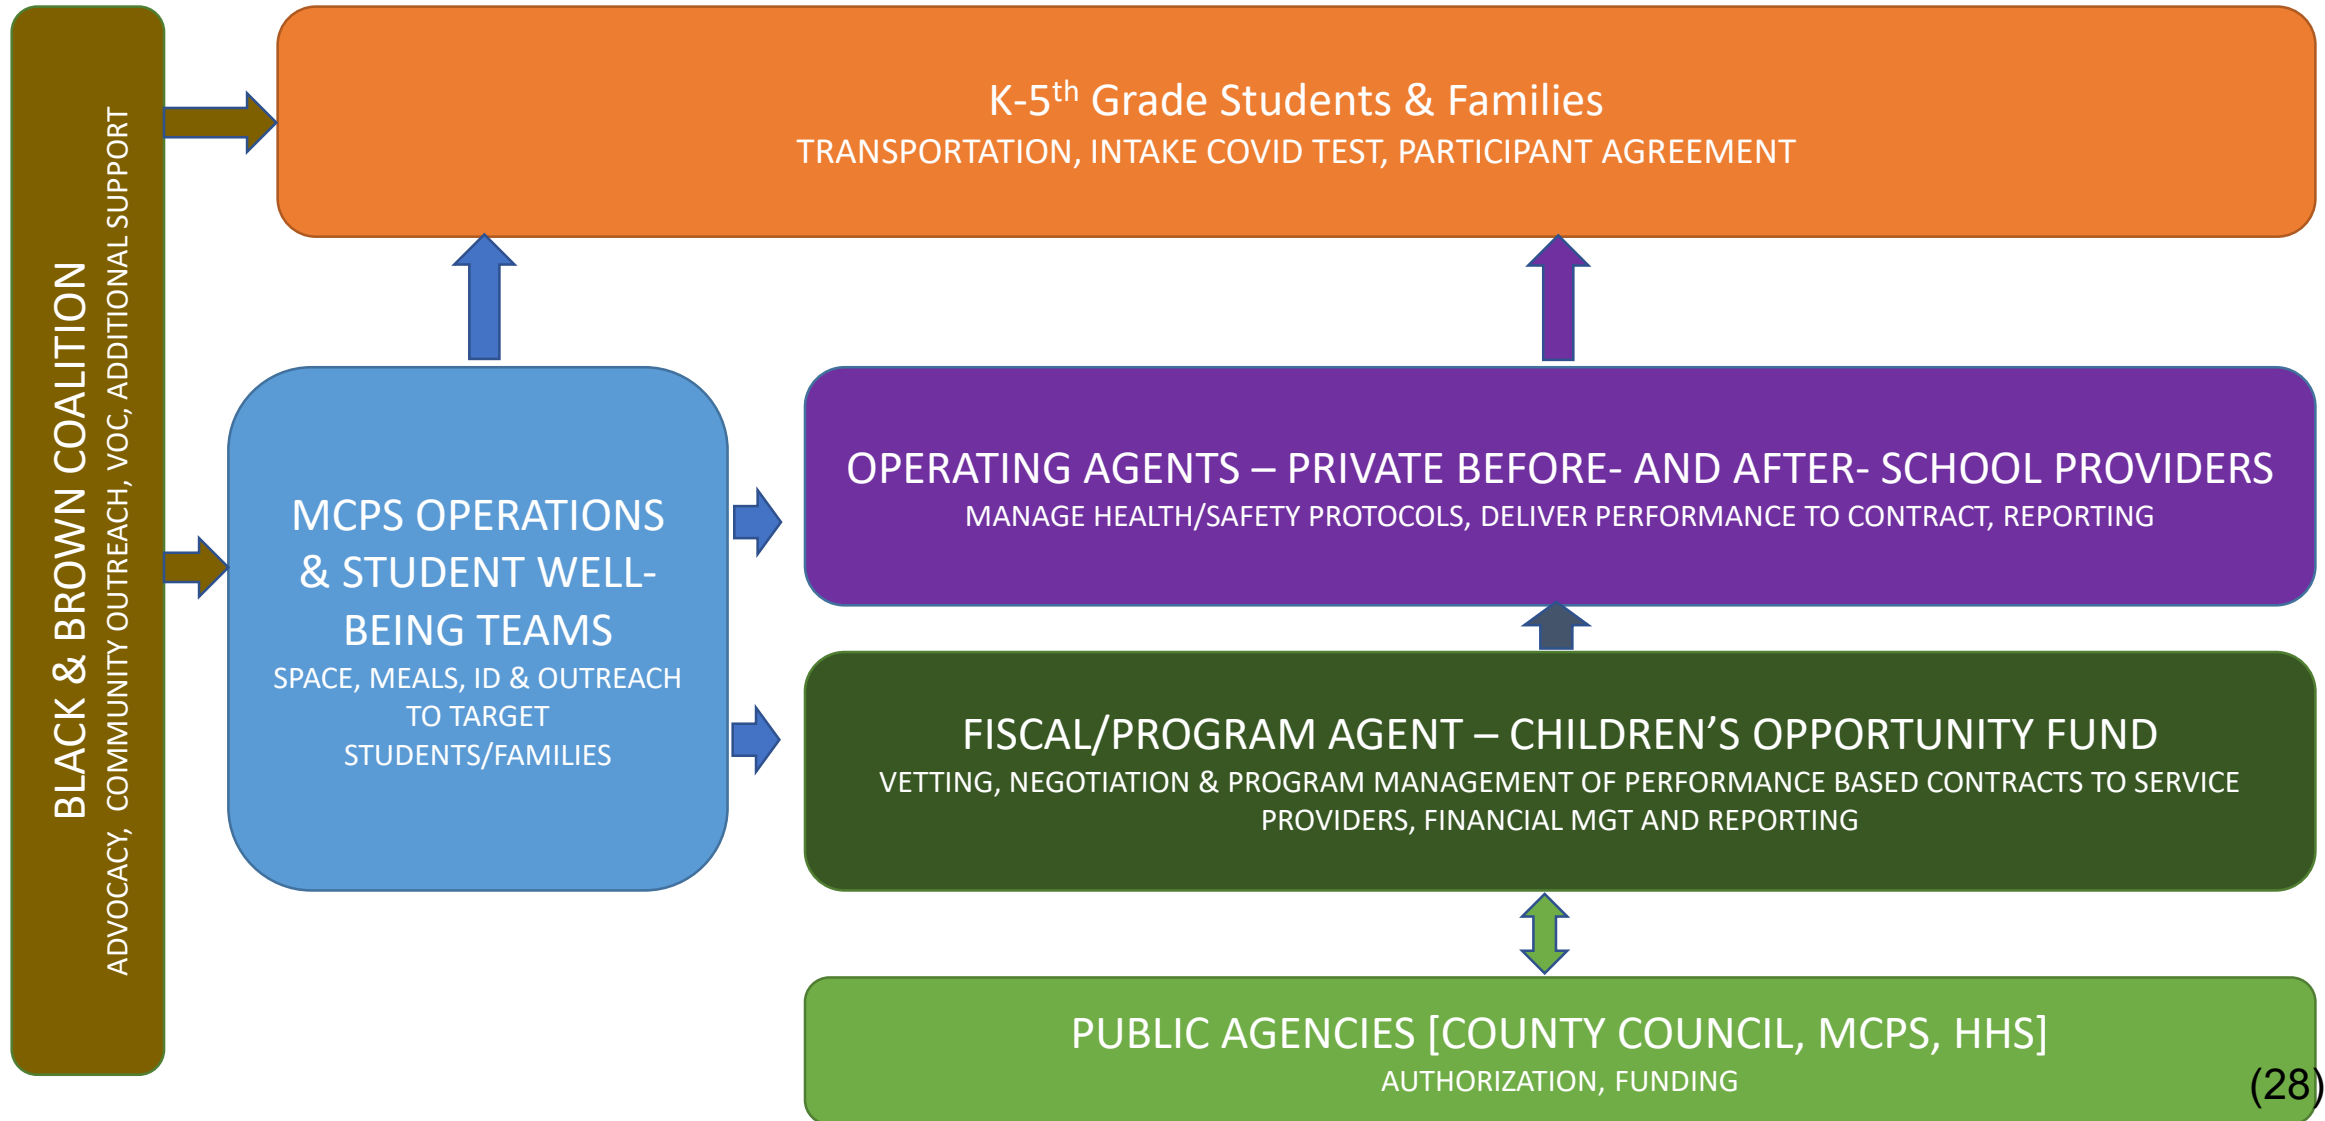 BLACK & BROWN COALITION
ADVOCACY, COMMUNITY OUTREACH, VOC, ADDITIONAL SUPPORT
K-5th Grade Students & Families
TRANSPORTATION, INTAKE COVID TEST, PARTICIPANT AGREEMENT
MCPS OPERATIONS
& STUDENT WELL-
BEING TEAMS
SPACE, MEALS, ID & OUTREACH
TO TARGET
STUDENTS/FAMILIES
OPERATING AGENTS – PRIVATE BEFORE- AND AFTER- SCHOOL PROVIDERS
MANAGE HEALTH/SAFETY PROTOCOLS, DELIVER PERFORMANCE TO CONTRACT, REPORTING
FISCAL/PROGRAM AGENT – CHILDREN’S OPPORTUNITY FUND
VETTING, NEGOTIATION & PROGRAM MANAGEMENT OF PERFORMANCE BASED CONTRACTS TO SERVICE
PROVIDERS, FINANCIAL MGT AND REPORTING
PUBLIC AGENCIES [COUNTY COUNCIL, MCPS, HHS]
AUTHORIZATION, FUNDING
(28)